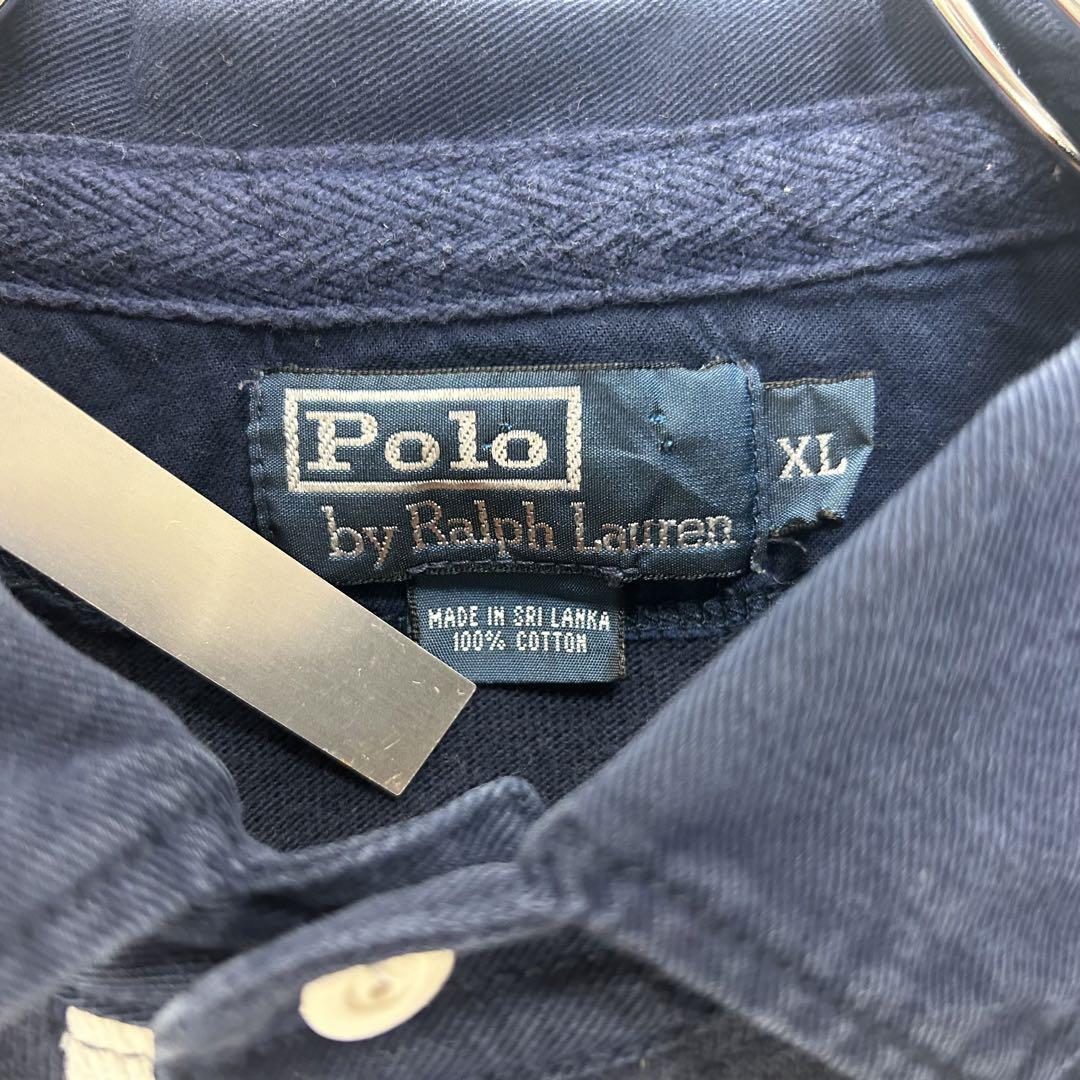 Polo
by Ralph Lauren
XL
MADE IN SRI LANKA
100% COTTON